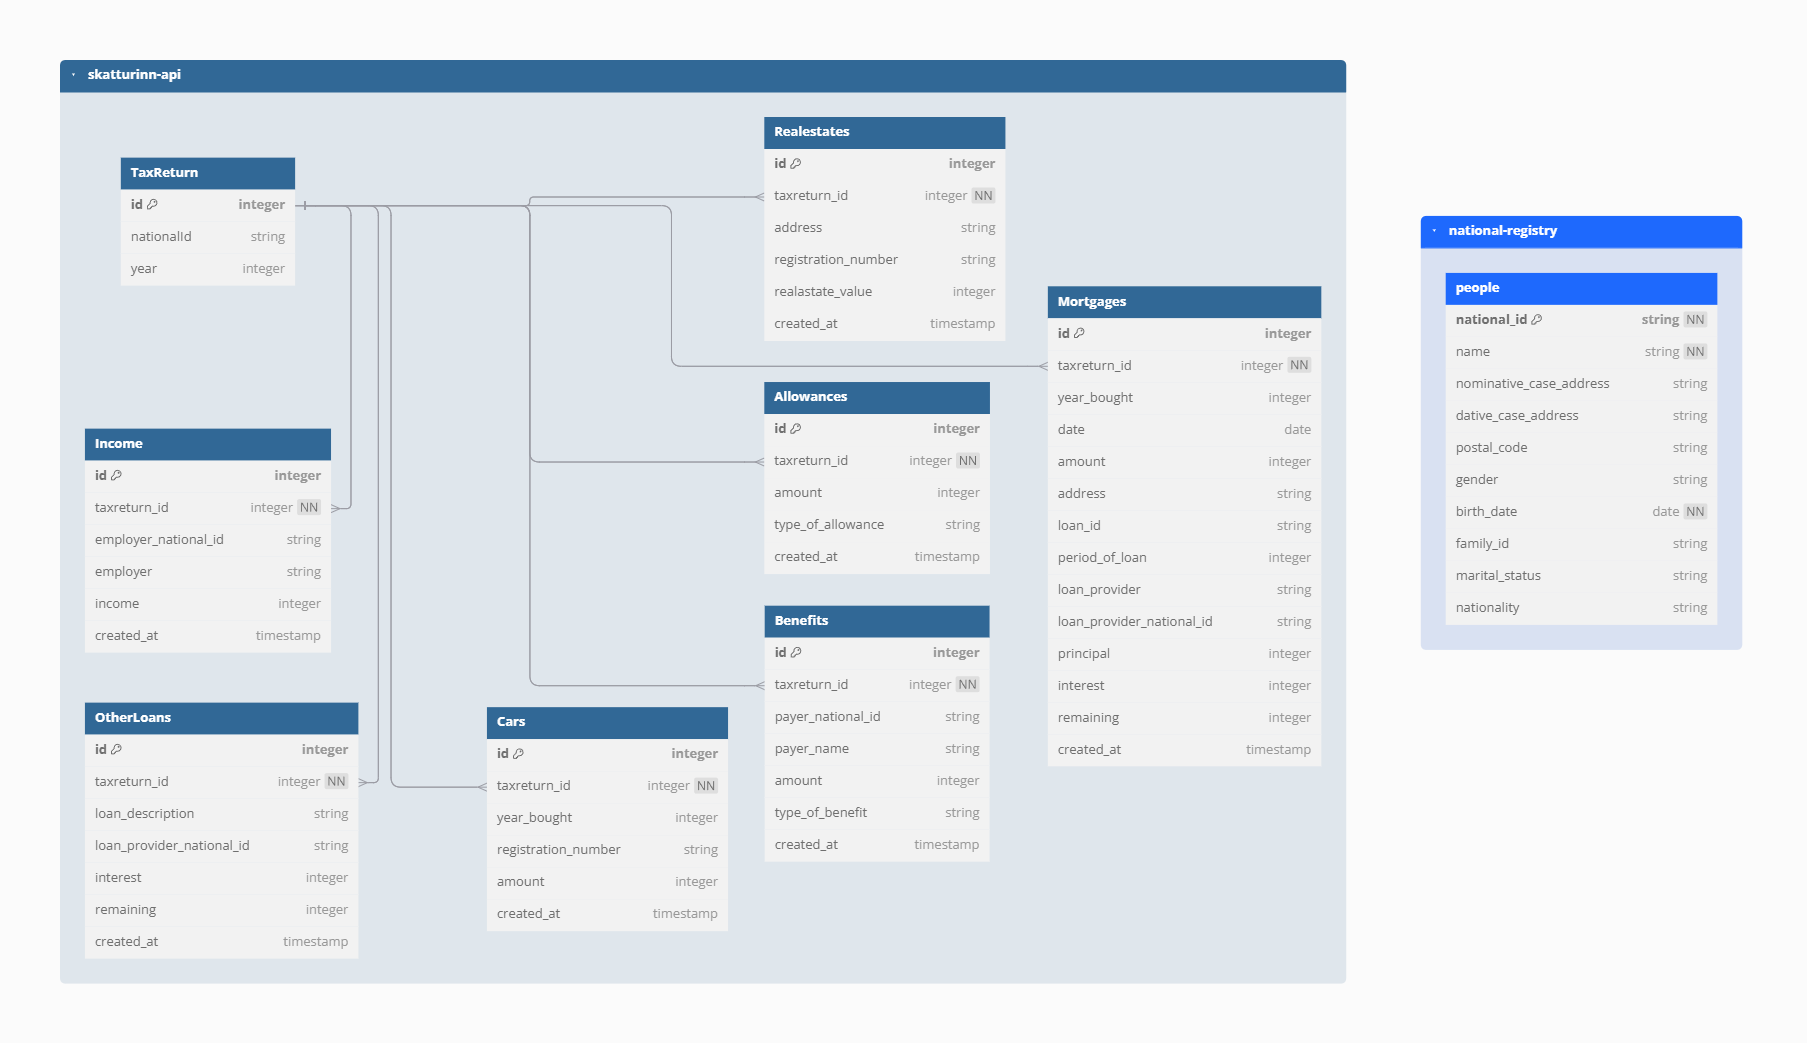 skatturinn-api
TaxReturn
id integer
nationalId string
year integer
Income
id integer
taxreturn_id integer NN
employer_national_id string
employer string
income integer
created_at timestamp
OtherLoans
id integer
taxreturn_id integer NN
loan_description string
loan_provider_national_id string
interest integer
remaining integer
created_at timestamp
Cars
id integer
taxreturn_id integer NN
year_bought integer
registration_number string
amount integer
created_at timestamp
Realestates
id integer
taxreturn_id integer NN
address string
registration_number string
realastate_value integer
created_at timestamp
Allowances
id integer
taxreturn_id integer NN
amount integer
type_of_allowance string
created_at timestamp
Benefits
id integer
taxreturn_id integer NN
payer_national_id string
payer_name string
amount integer
type_of_benefit string
created_at timestamp
Mortgages
id integer
taxreturn_id integer NN
year_bought integer
date date
amount integer
address string
loan_id string
period_of_loan integer
loan_provider string
loan_provider_national_id string
principal integer
interest integer
remaining integer
created_at timestamp
national-registry
people
national_id string NN
name string NN
nominative_case_address string
dative_case_address string
postal_code string
gender string
birth_date date NN
family_id string
marital_status string
nationality string